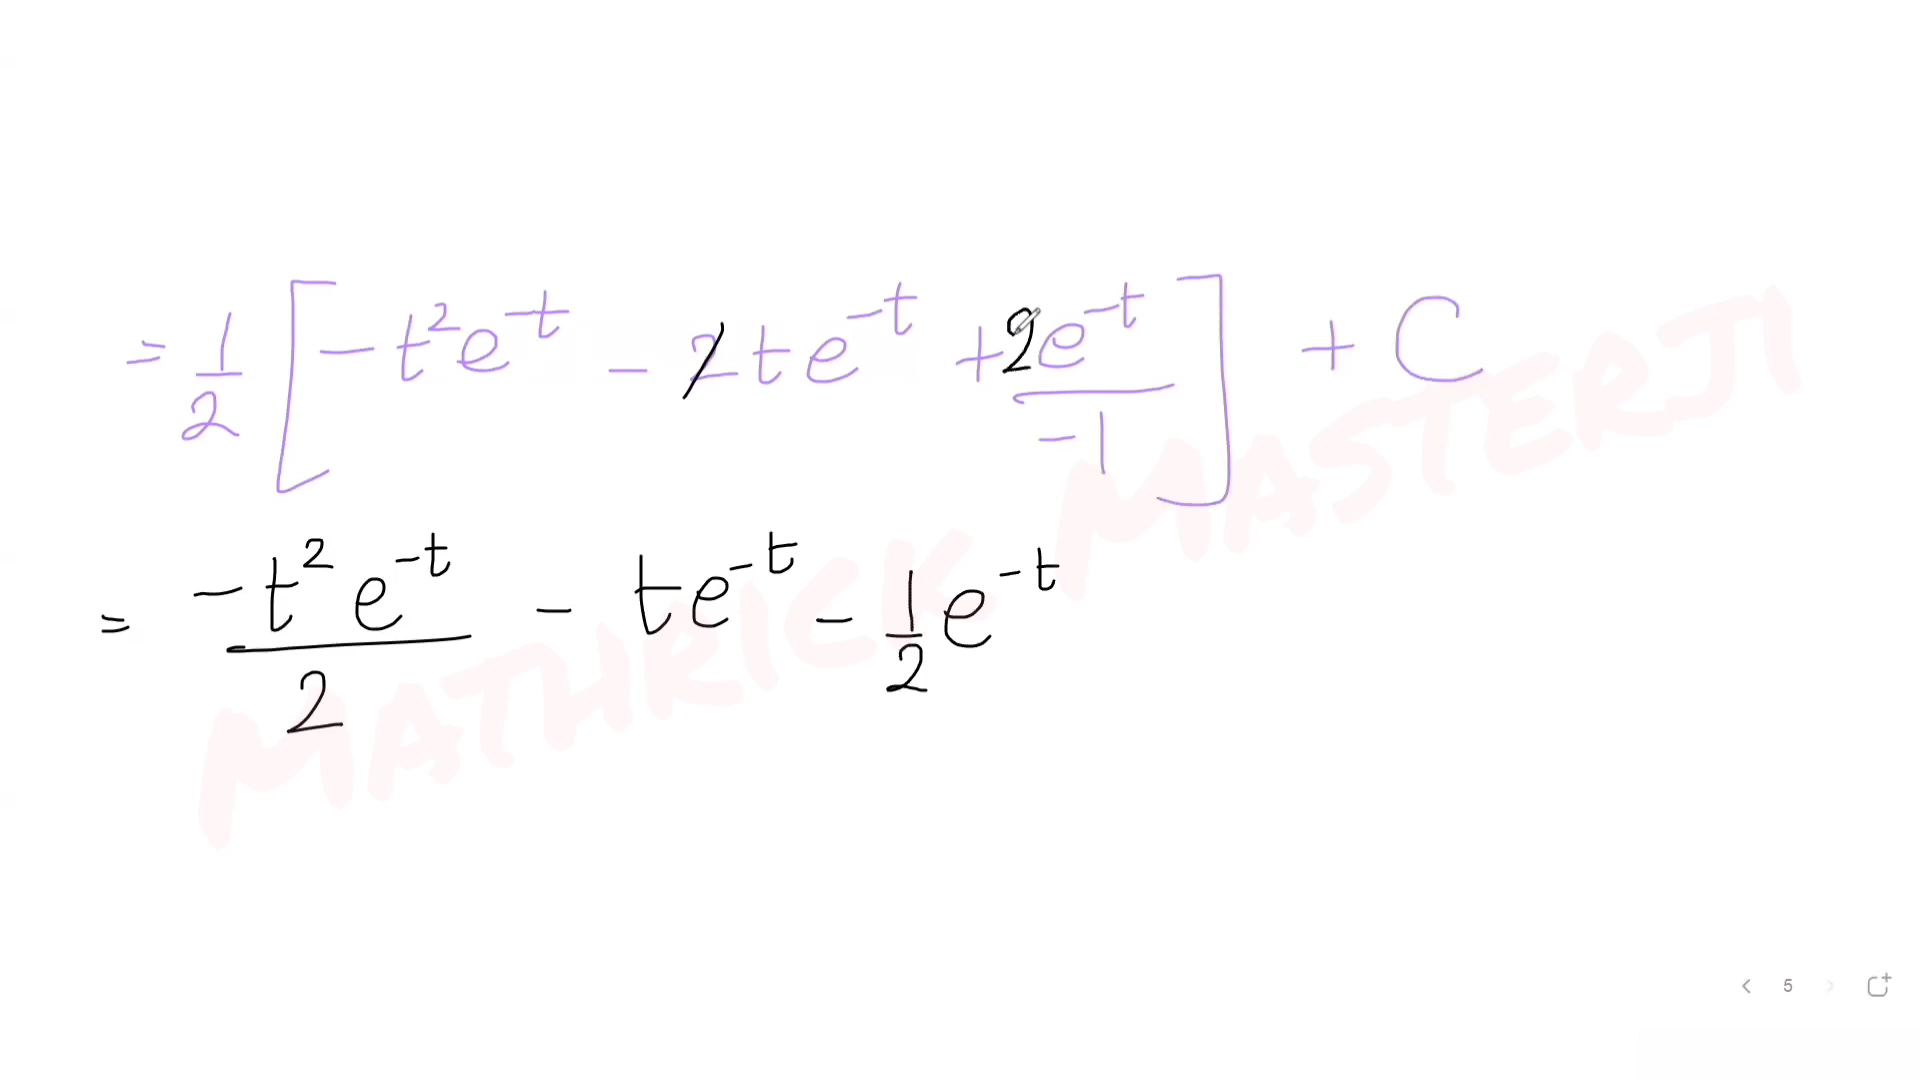 = 1/2 [ -t²e^-t - 2te^-t + 2e^-t/-1 ] + C
= -t²e^-t/2 - te^-t - 1/2 e^-t
MATHRICK MASTERJI
5